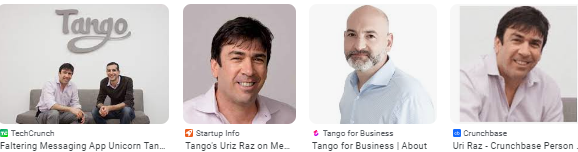 Tango
TechCrunch
Faltering Messaging App Unicorn Tan...
Startup Info
Tango's Uriz Raz on Me...
Tango for Business
Tango for Business | About
Crunchbase
Uri Raz - Crunchbase Person ...